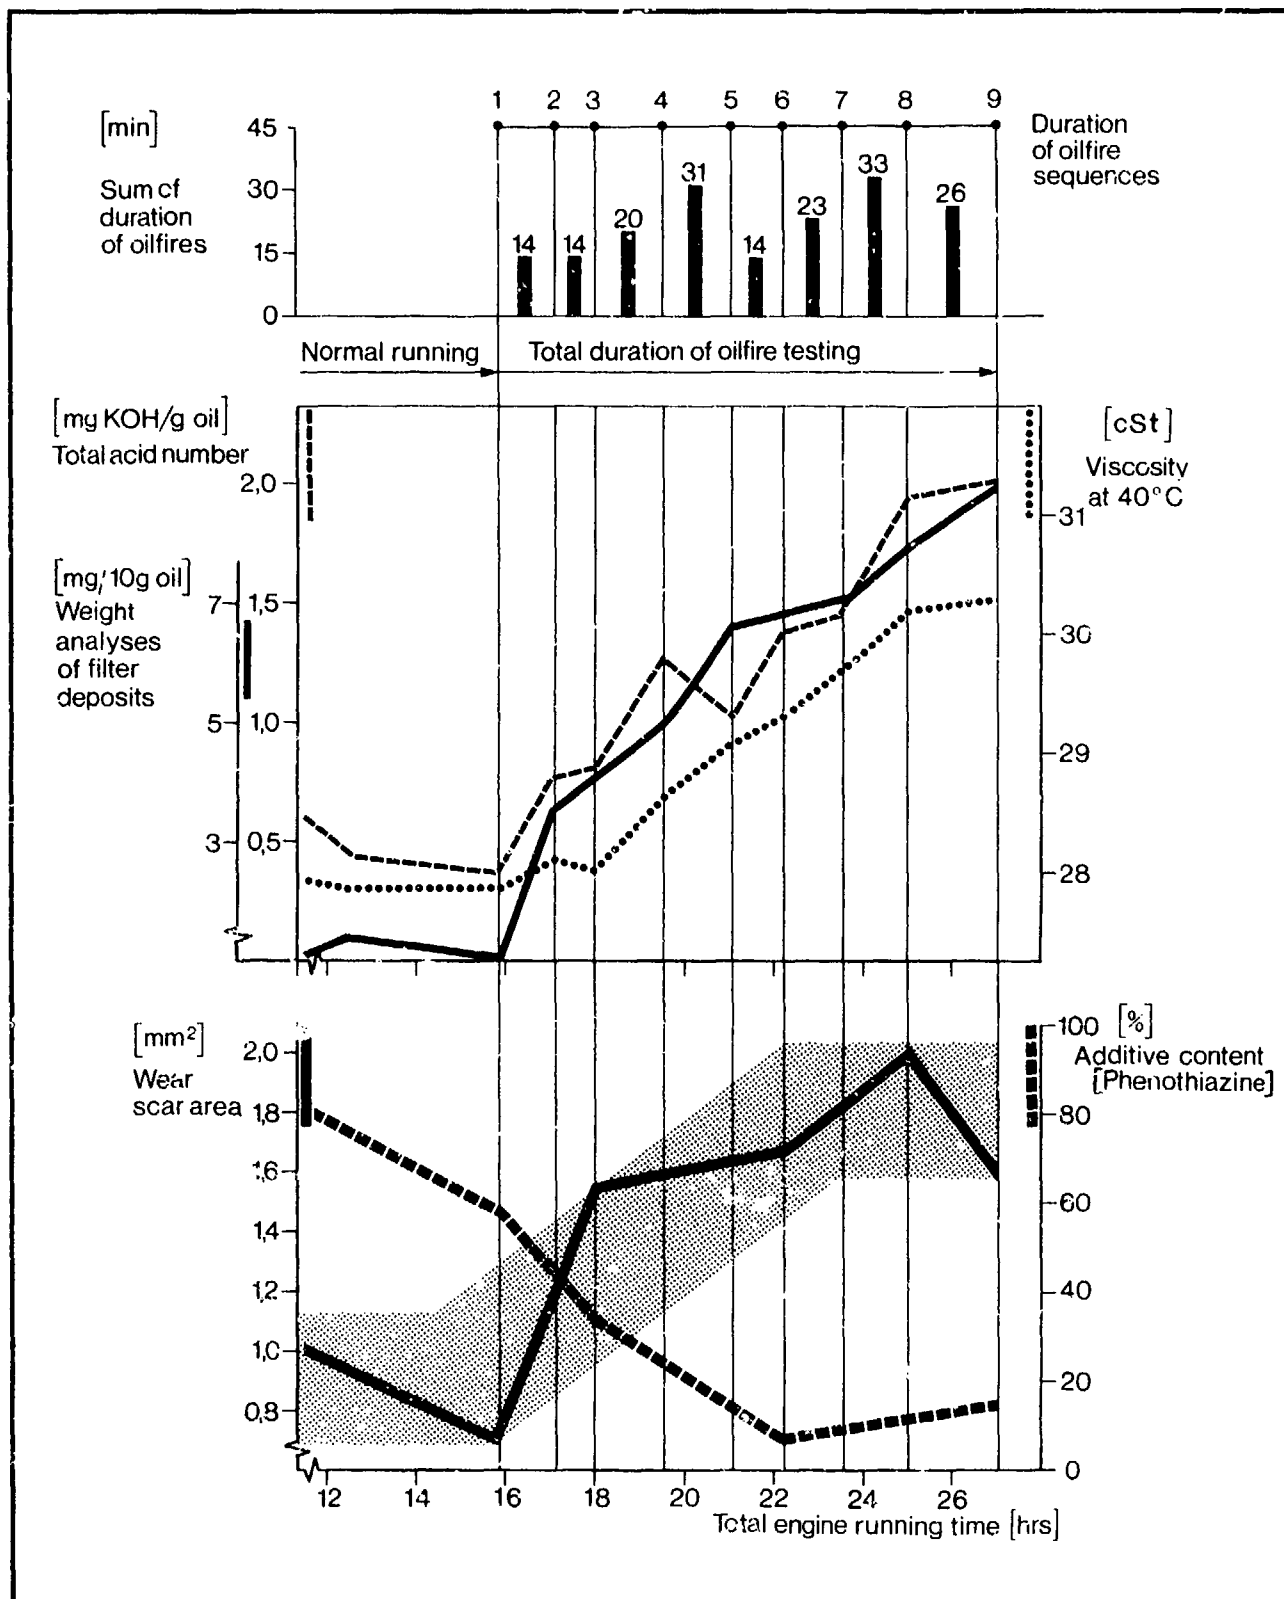 1 2 3 4 5 6 7 8 9
[min]
45
Duration
of oilfire
sequences
Sum of
duration
of oilfires
30
15
0
14
14
20
31
14
23
33
26
Normal running
Total duration of oilfire testing
[mg KOH/g oil]
Total acid number
2,0
1,5
1,0
0,5
[cSt]
Viscosity
at 40°C
31
30
29
28
[mg/10g oil]
Weight
analyses
of filter
deposits
7
5
3
[mm²]
Wear
scar area
2,0
1,8
1,6
1,4
1,2
1,0
0,8
100 [%]
Additive content
[Phenothiazine]
80
60
40
20
0
12 14 16 18 20 22 24 26
Total engine running time [hrs]